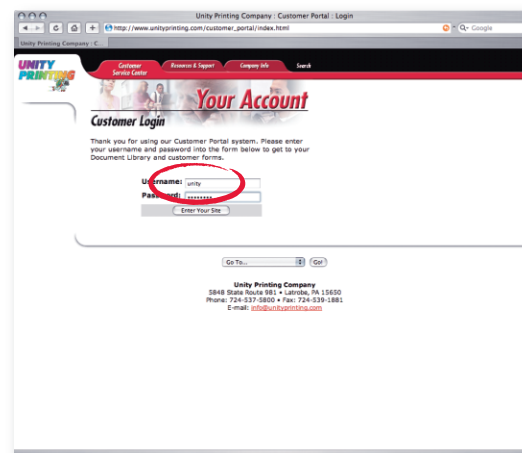 Unity Printing Company : Customer Portal : Login
http://www.unityprinting.com/customer_portal/index.html
Q- Google
Unity Printing Company : C...
UNITY
PRINTING
Customer
Service Center
Resources & Support
Company Info
Search
Your Account
Customer Login
Thank you for using our Customer Portal system. Please enter
your username and password into the form below to get to your
Document Library and customer forms.
Username: unity
Password: ••••••••
Enter Your Site
Go To... Go!
Unity Printing Company
5848 State Route 981 • Latrobe, PA 15650
Phone: 724-537-5800 • Fax: 724-539-1881
E-mail: info@unityprinting.com